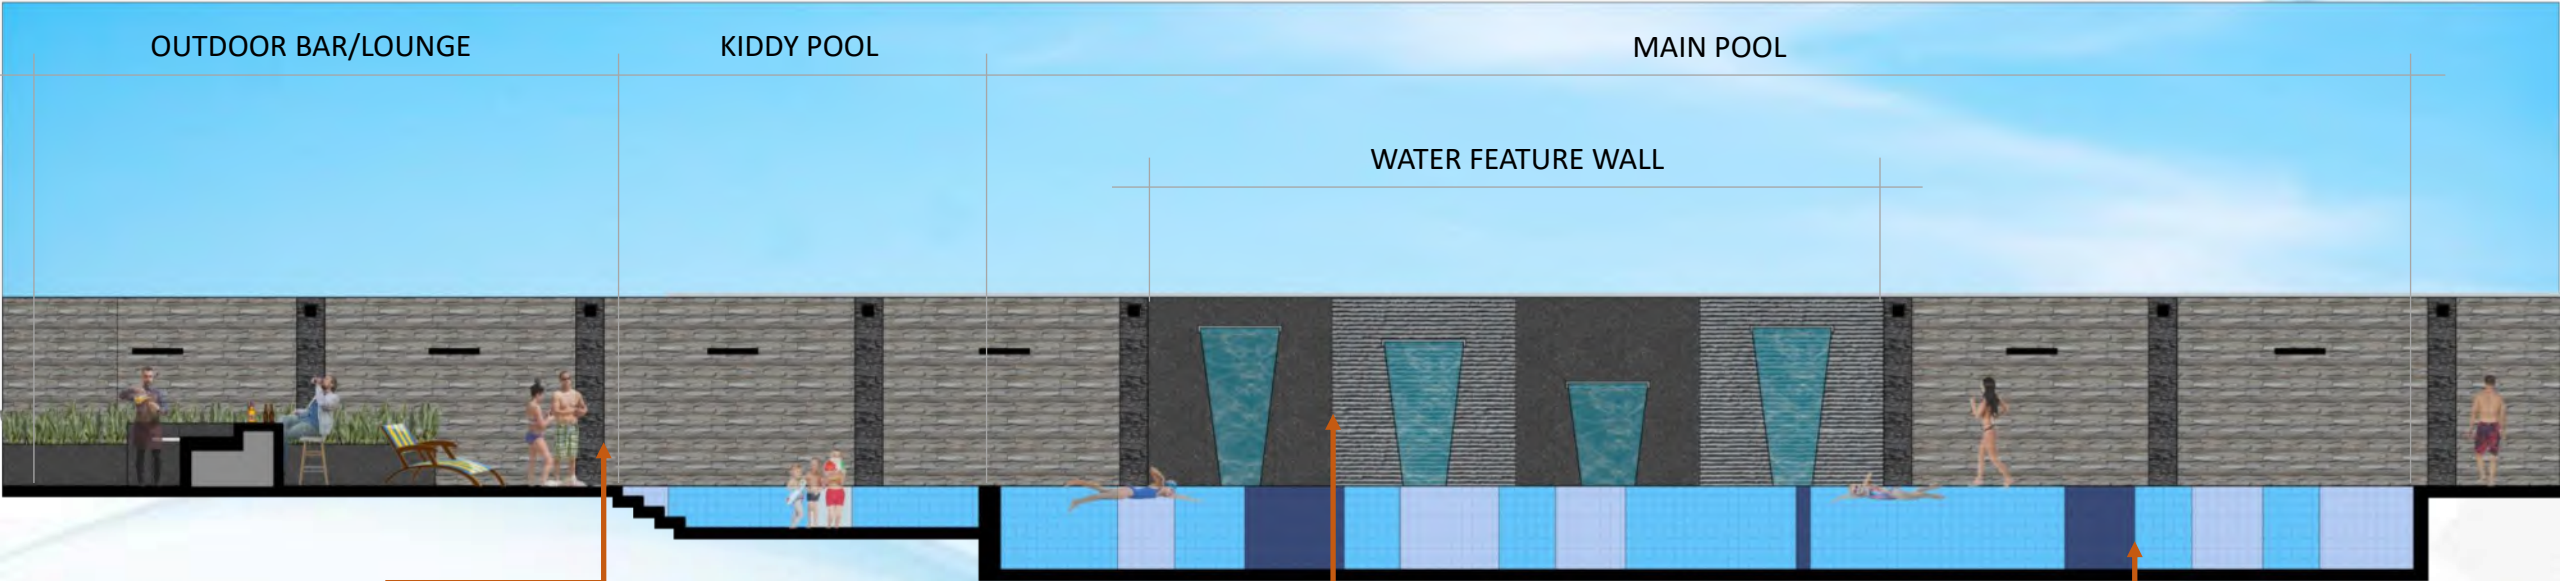 OUTDOOR BAR/LOUNGE
KIDDY POOL
MAIN POOL
WATER FEATURE WALL